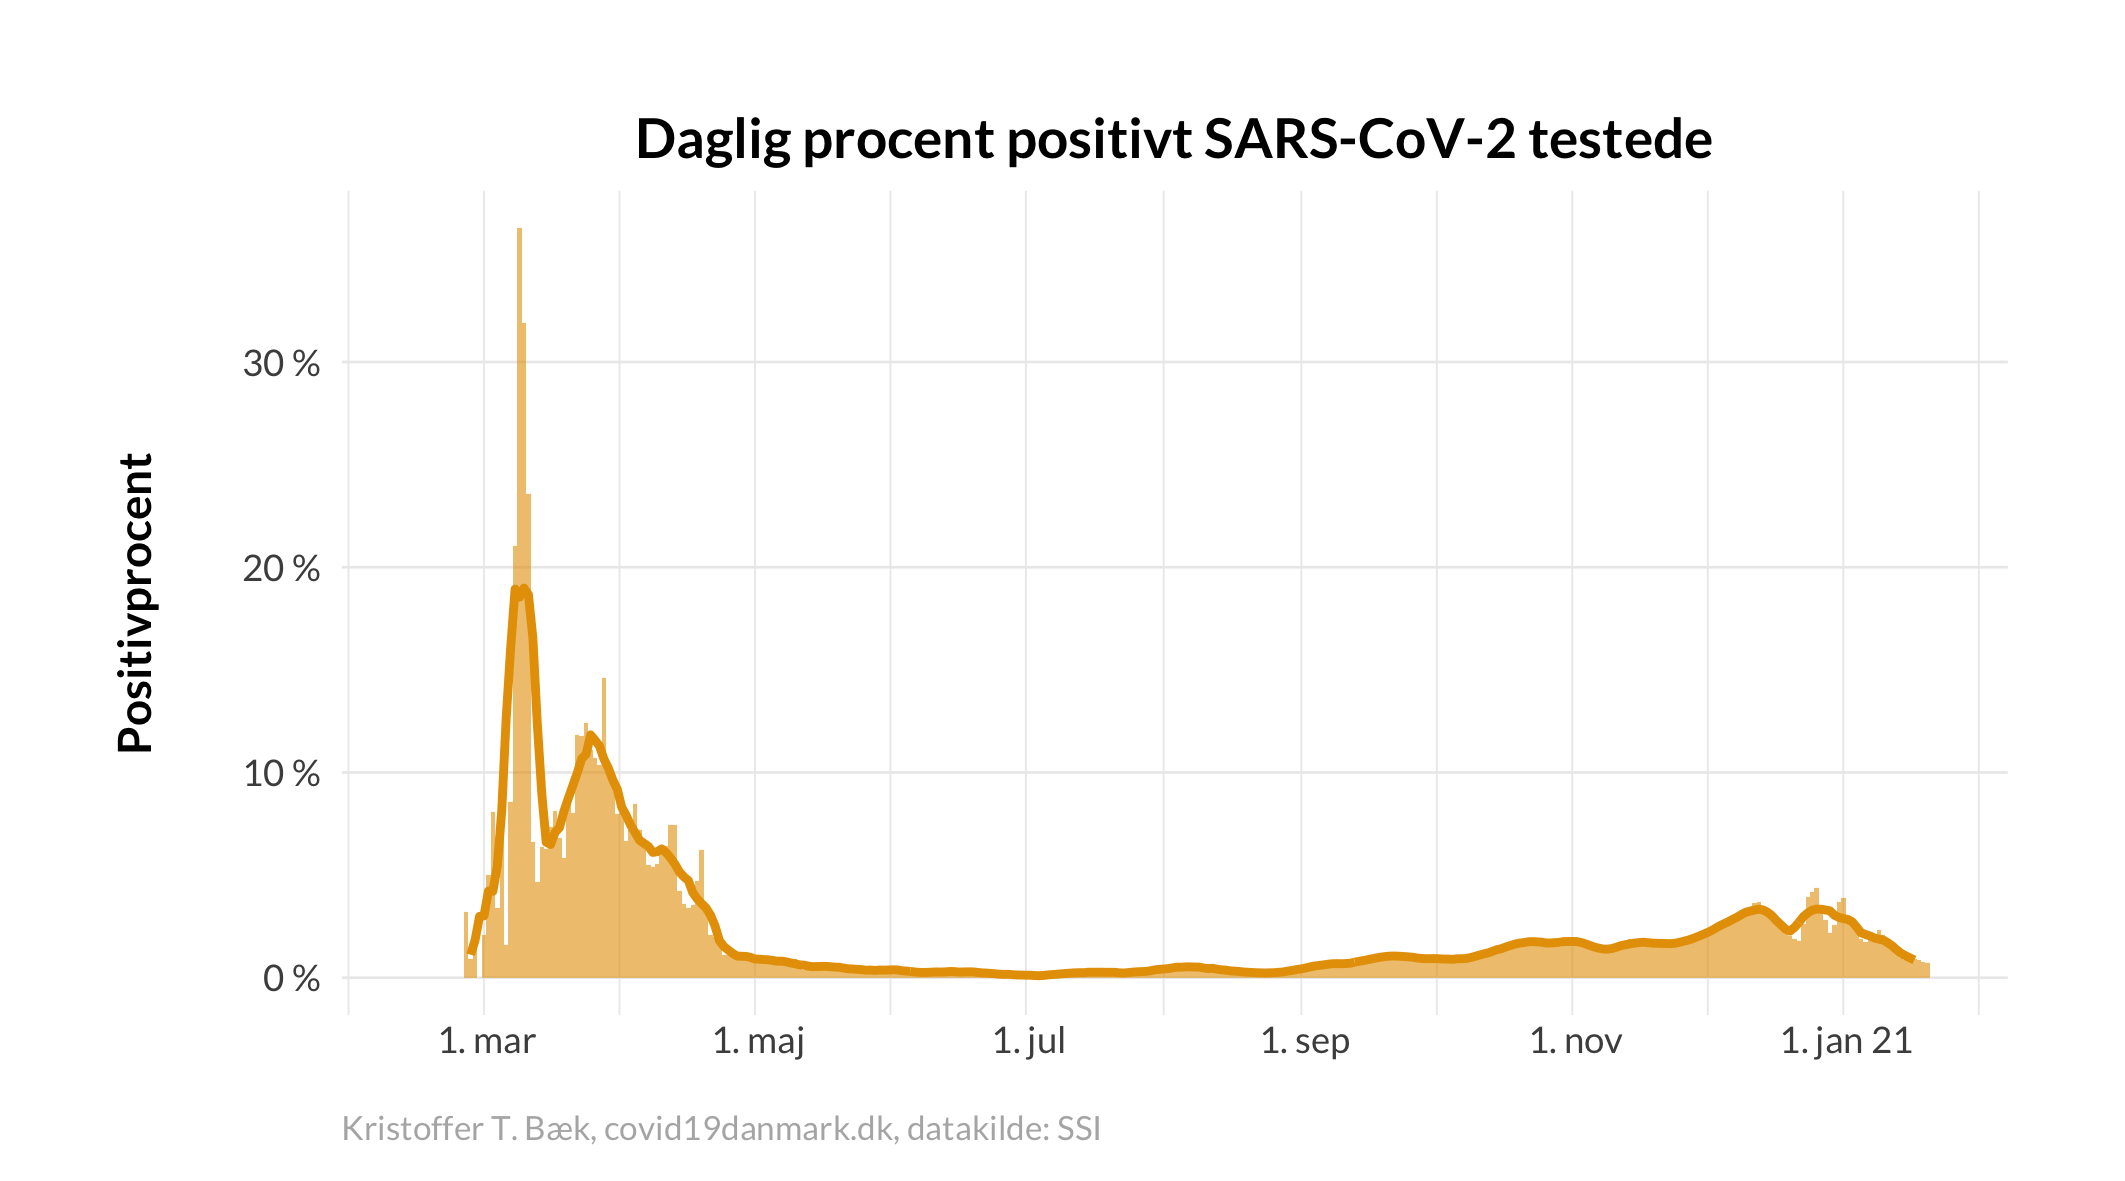 Daglig procent positivt SARS-CoV-2 testede
Positivprocent
30 %
20 %
10 %
0 %
1. mar
1. maj
1. jul
1. sep
1. nov
1. jan 21
Kristoffer T. Bæk, covid19danmark.dk, datakilde: SSI